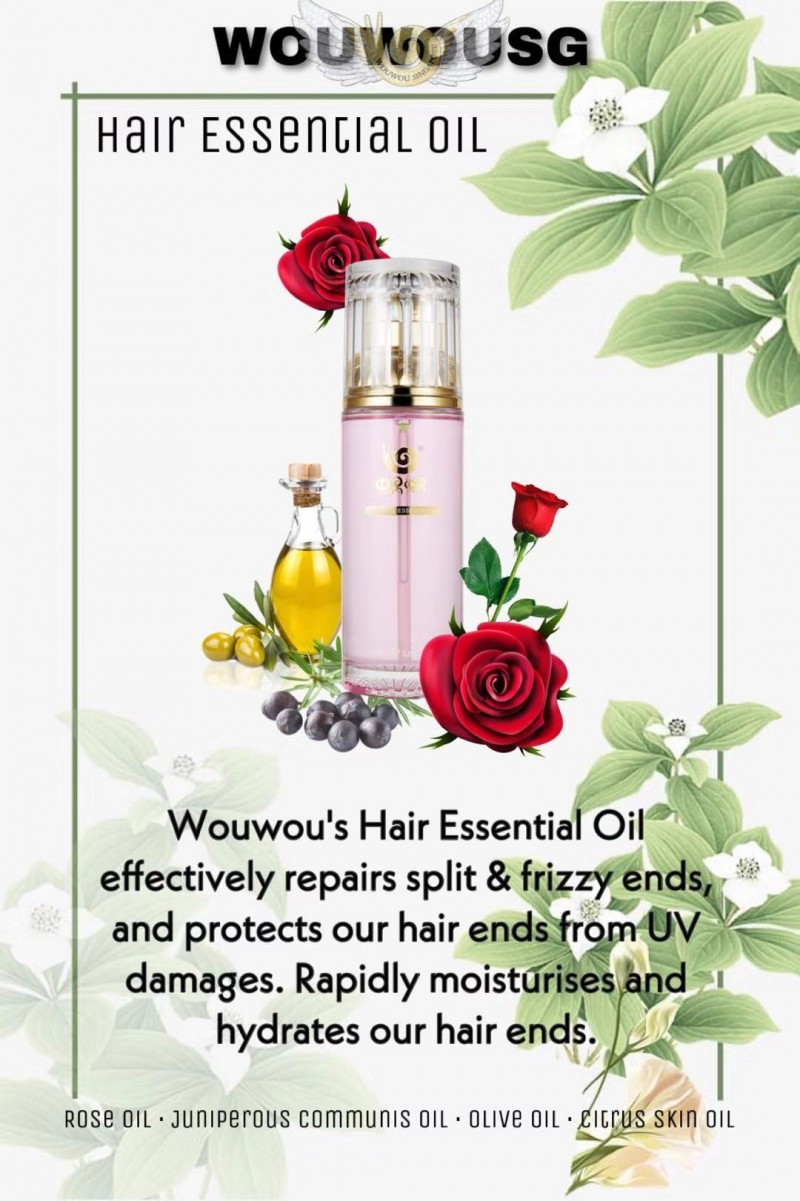 WOUWOUSG
WOUWOU SINGAPORE
Hair Essential Oil
Wouwou's Hair Essential Oil
effectively repairs split & frizzy ends,
and protects our hair ends from UV
damages. Rapidly moisturises and
hydrates our hair ends.
Rose Oil · Juniperous Communis Oil · Olive Oil · Citrus Skin Oil